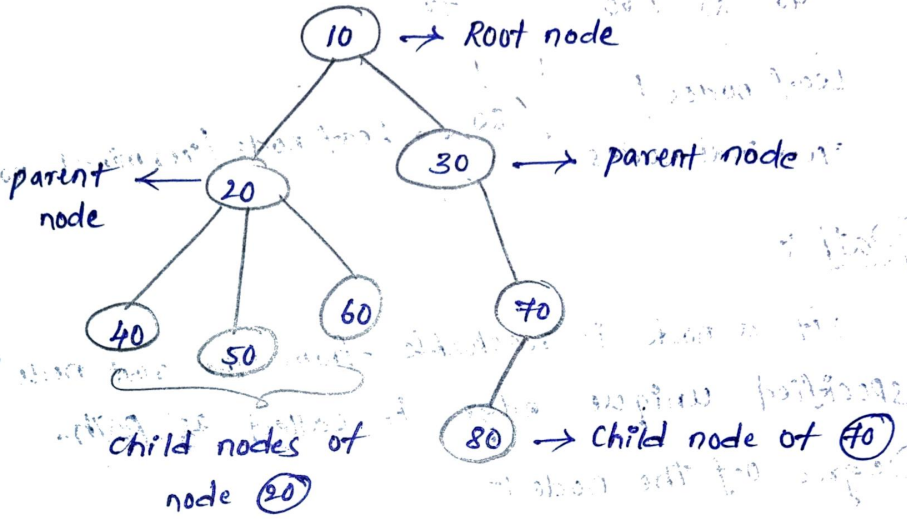 10 → Root node
30 → parent node
parent ← 20
node
40
50
60
70
child nodes of
node 20
80 → child node of 70